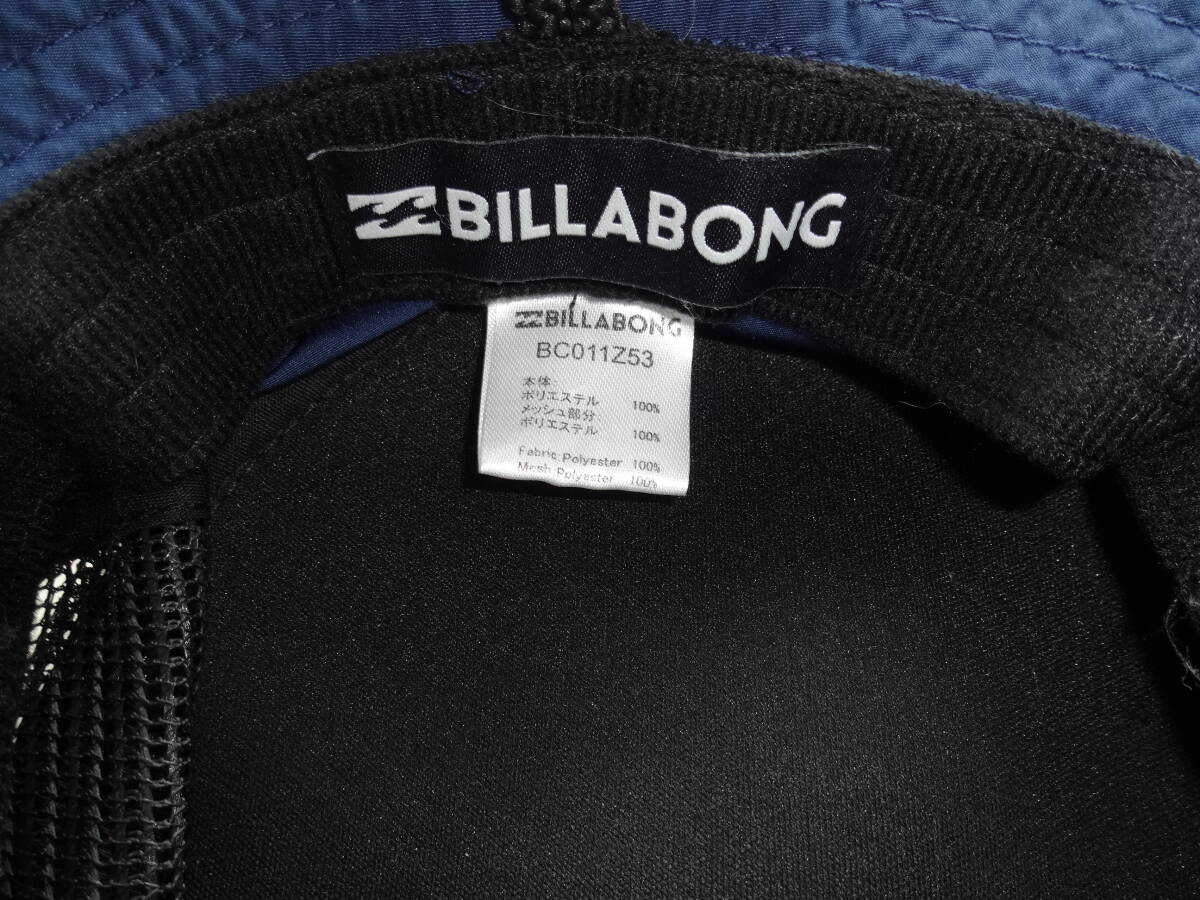 BILLABONG
BILLABONG
BC011Z53
本体
ポリエステル 100%
メッシュ部分
ポリエステル 100%
Fabric Polyester 100%
Mesh Polyester 100%